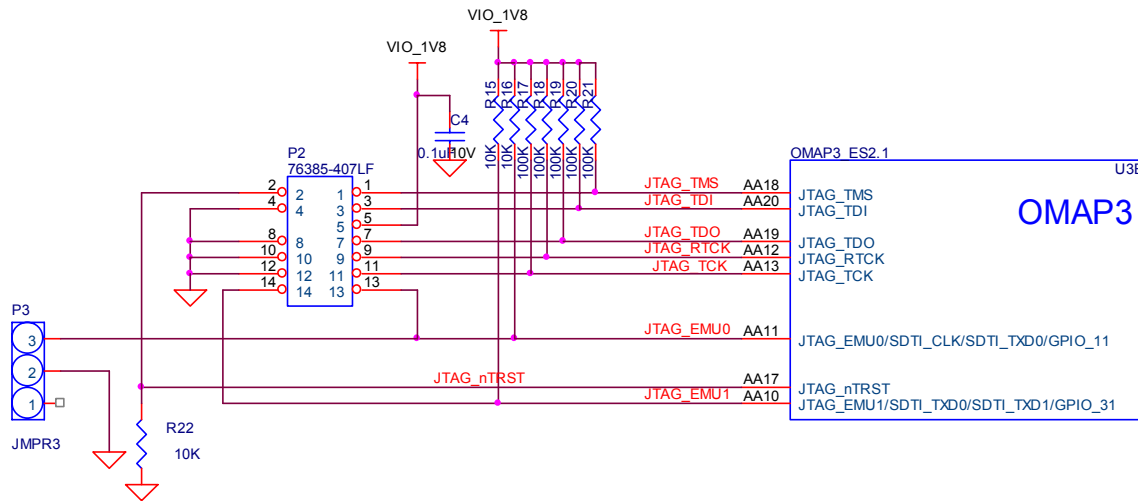 VIO_1V8
VIO_1V8
R15
R16
R17
R18
R19
R20
R21
10K
10K
100K
100K
100K
100K
100K
C4
0.1uF
10V
P2
76385-407LF
OMAP3 ES2.1
U3B
OMAP3
2 2 1 1 JTAG_TMS AA18 JTAG_TMS
4 4 3 3 JTAG_TDI AA20 JTAG_TDI
5 5
8 8 7 7 JTAG_TDO AA19 JTAG_TDO
10 10 9 9 JTAG_RTCK AA12 JTAG_RTCK
12 12 11 11 JTAG_TCK AA13 JTAG_TCK
14 14 13 13
P3
3 JTAG_EMU0 AA11 JTAG_EMU0/SDTI_CLK/SDTI_TXD0/GPIO_11
2 JTAG_nTRST AA17 JTAG_nTRST
1 JTAG_EMU1 AA10 JTAG_EMU1/SDTI_TXD0/SDTI_TXD1/GPIO_31
JMPR3
R22
10K